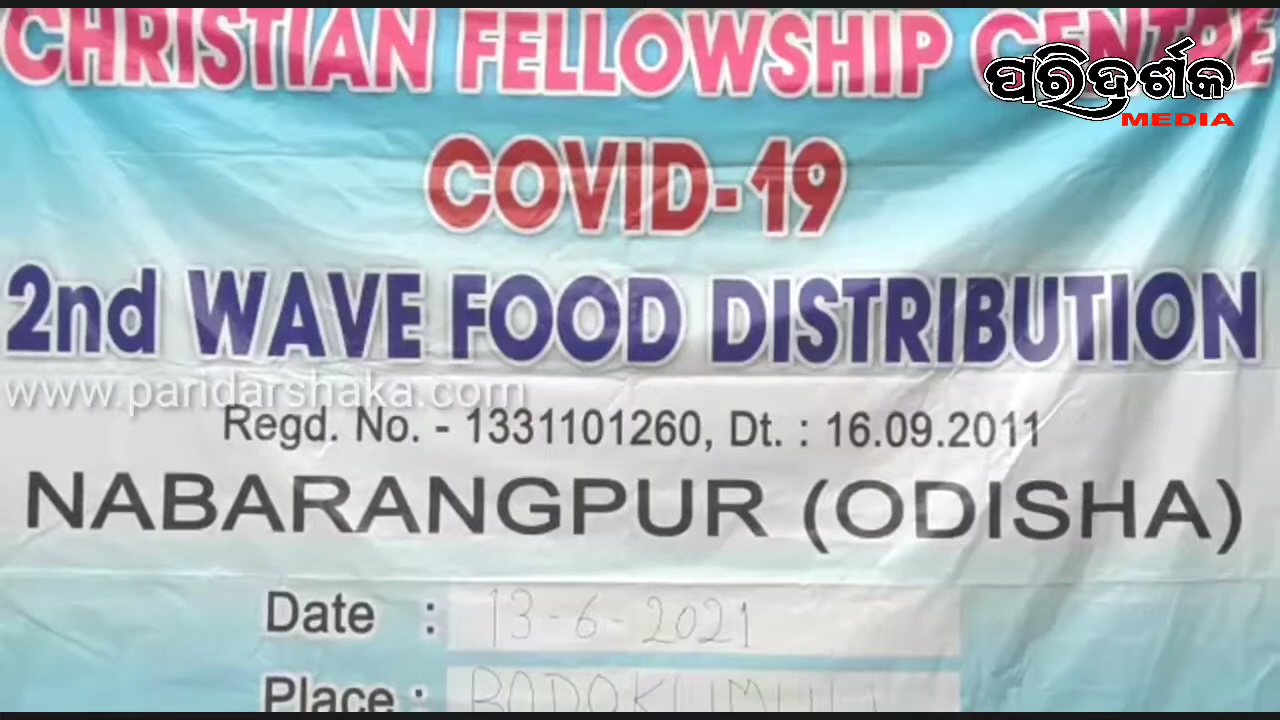 CHRISTIAN FELLOWSHIP CENTRE
ପରିଦର୍ଶକ
MEDIA
COVID-19
2nd WAVE FOOD DISTRIBUTION
www.paridarshaka.com
Regd. No. - 1331101260, Dt. : 16.09.2011
NABARANGPUR (ODISHA)
Date : 13-6-2021
Place :